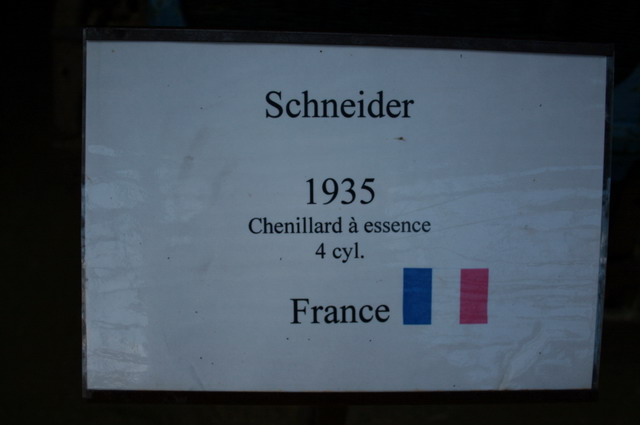 Schneider
1935
Chenillard à essence
4 cyl.
France